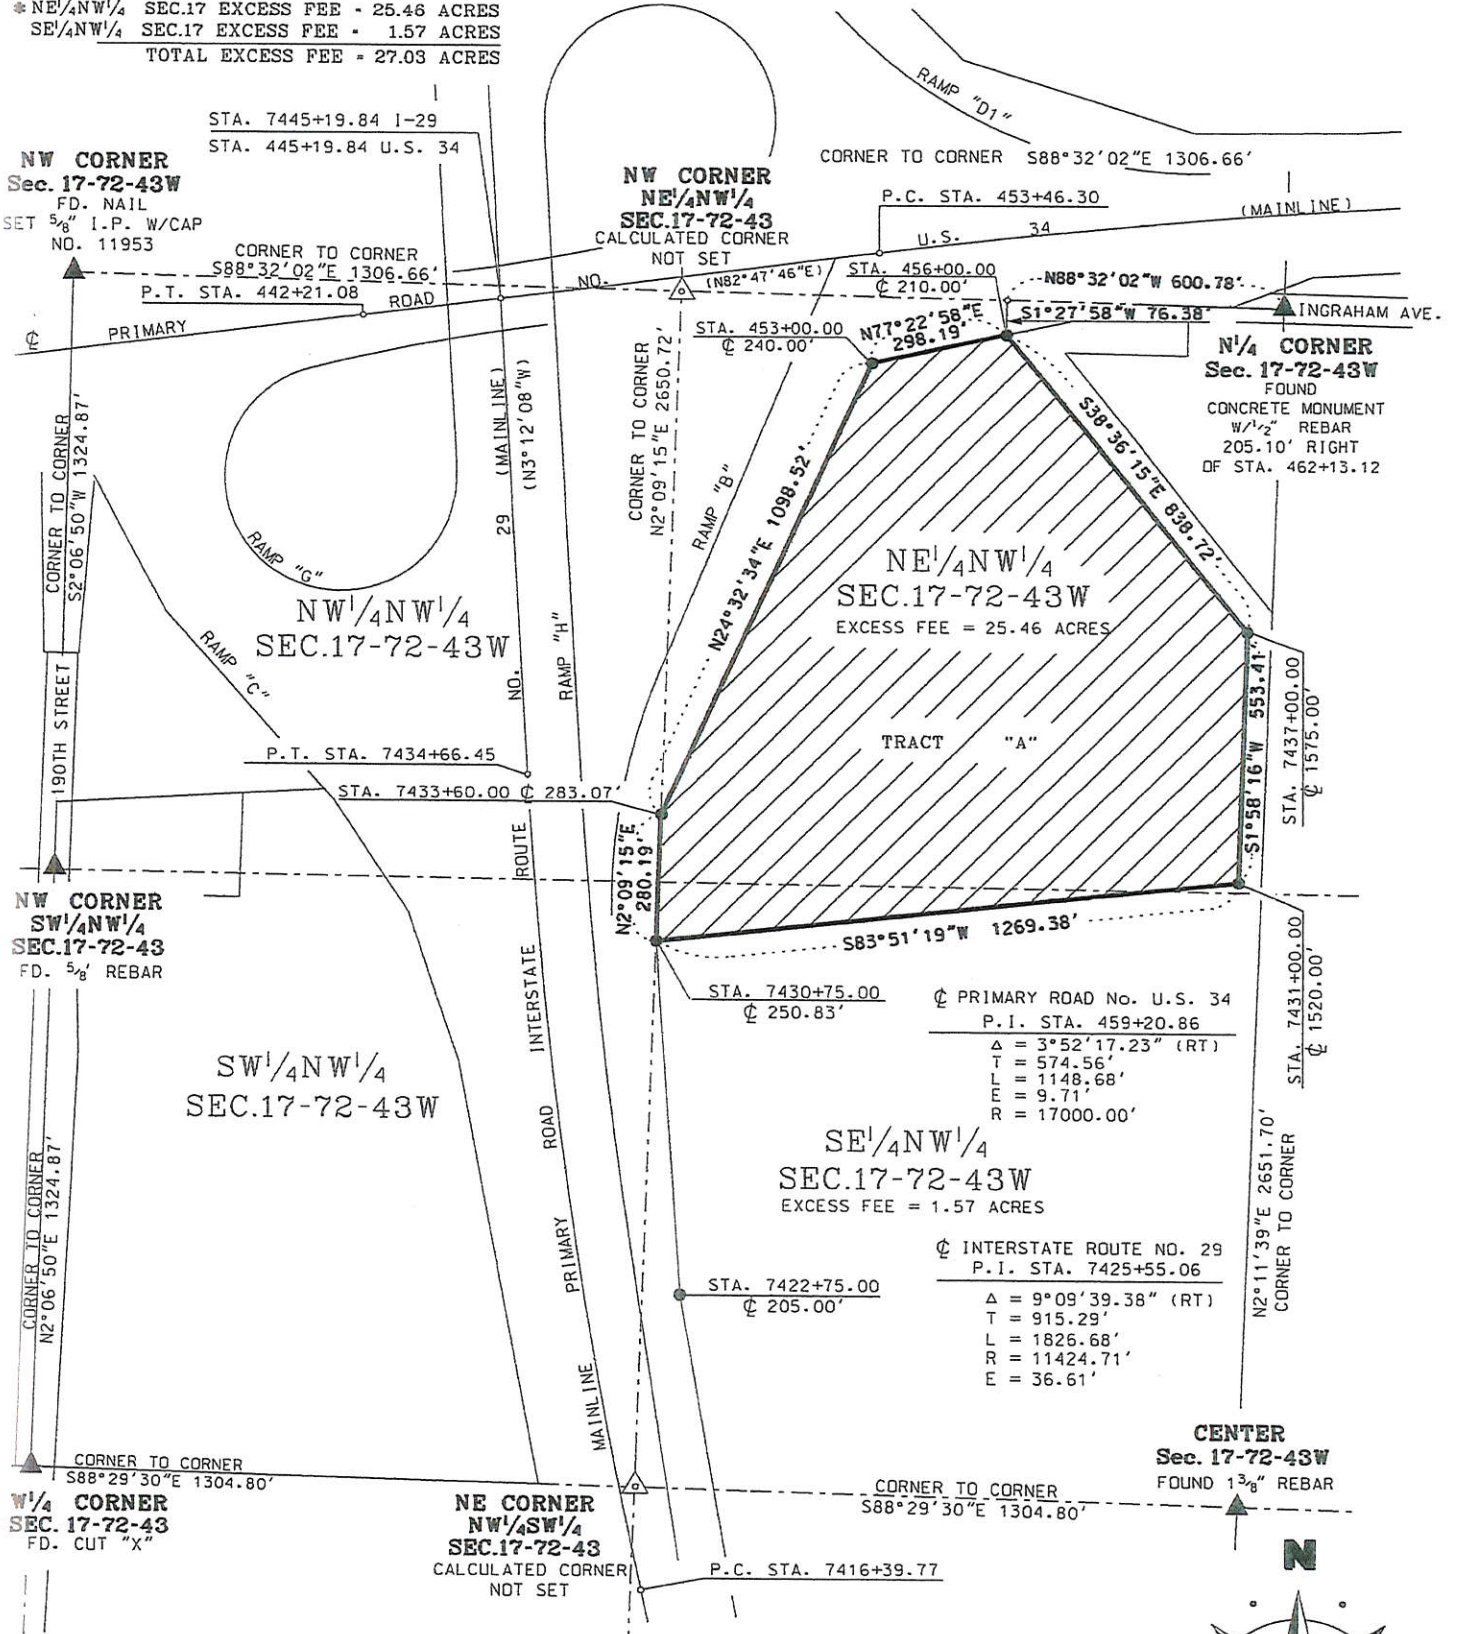 * NE¼NW¼ SEC.17 EXCESS FEE = 25.46 ACRES
SE¼NW¼ SEC.17 EXCESS FEE = 1.57 ACRES
TOTAL EXCESS FEE = 27.03 ACRES
STA. 7445+19.84 I-29
STA. 445+19.84 U.S. 34
NW CORNER
Sec. 17-72-43W
FD. NAIL
SET 5/8" I.P. W/CAP
NO. 11953
CORNER TO CORNER
S88°32'02"E 1306.66'
P.T. STA. 442+21.08
℄ PRIMARY ROAD NO. U.S. 34 (MAINLINE)
(N82°47'46"E)
NW CORNER
NE¼NW¼
SEC.17-72-43
CALCULATED CORNER
NOT SET
RAMP "D1"
CORNER TO CORNER S88°32'02"E 1306.66'
P.C. STA. 453+46.30
STA. 456+00.00
℄ 210.00'
N88°32'02"W 600.78'
S1°27'58"W 76.38'
INGRAHAM AVE.
N¼ CORNER
Sec. 17-72-43W
FOUND
CONCRETE MONUMENT
W/½" REBAR
205.10' RIGHT
OF STA. 462+13.12
STA. 453+00.00
℄ 240.00'
N77°22'58"E
298.19'
S38°36'15"E 838.72'
CORNER TO CORNER
N2°09'15"E 2650.72'
CORNER TO CORNER
S2°06'50"W 1324.87'
(MAINLINE)
(N3°12'08"W)
29
NO.
RAMP "G"
RAMP "B"
RAMP "H"
RAMP "C"
N24°32'34"E 1098.52'
NW¼NW¼
SEC.17-72-43W
NE¼NW¼
SEC.17-72-43W
EXCESS FEE = 25.46 ACRES
TRACT "A"
190TH STREET
P.T. STA. 7434+66.45
STA. 7433+60.00 ℄ 283.07'
S1°58'16"W 553.41'
STA. 7437+00.00
℄ 1575.00'
N2°09'15"E
280.19'
ROUTE
INTERSTATE
ROAD
PRIMARY
MAINLINE
NW CORNER
SW¼NW¼
SEC.17-72-43
FD. 5/8' REBAR
S83°51'19"W 1269.38'
STA. 7431+00.00
℄ 1520.00'
STA. 7430+75.00
℄ 250.83'
℄ PRIMARY ROAD No. U.S. 34
P.I. STA. 459+20.86
Δ = 3°52'17.23" (RT)
T = 574.56'
L = 1148.68'
E = 9.71'
R = 17000.00'
SW¼NW¼
SEC.17-72-43W
SE¼NW¼
SEC.17-72-43W
EXCESS FEE = 1.57 ACRES
CORNER TO CORNER
N2°06'50"E 1324.87'
N2°11'39"E 2651.70'
CORNER TO CORNER
℄ INTERSTATE ROUTE NO. 29
P.I. STA. 7425+55.06
Δ = 9°09'39.38" (RT)
T = 915.29'
L = 1826.68'
R = 11424.71'
E = 36.61'
STA. 7422+75.00
℄ 205.00'
CENTER
Sec. 17-72-43W
FOUND 1⅜" REBAR
CORNER TO CORNER
S88°29'30"E 1304.80'
CORNER TO CORNER
S88°29'30"E 1304.80'
W¼ CORNER
SEC. 17-72-43
FD. CUT "X"
NE CORNER
NW¼SW¼
SEC.17-72-43
CALCULATED CORNER
NOT SET
P.C. STA. 7416+39.77
N